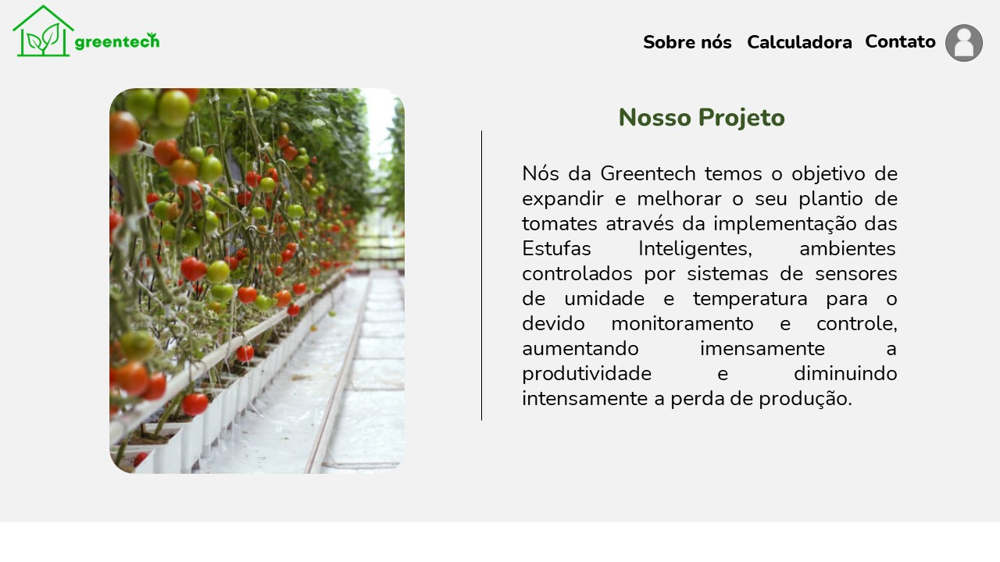 greentech
Sobre nós Calculadora Contato
Nosso Projeto
Nós da Greentech temos o objetivo de
expandir e melhorar o seu plantio de
tomates através da implementação das
Estufas Inteligentes, ambientes
controlados por sistemas de sensores
de umidade e temperatura para o
devido monitoramento e controle,
aumentando imensamente a
produtividade e diminuindo
intensamente a perda de produção.